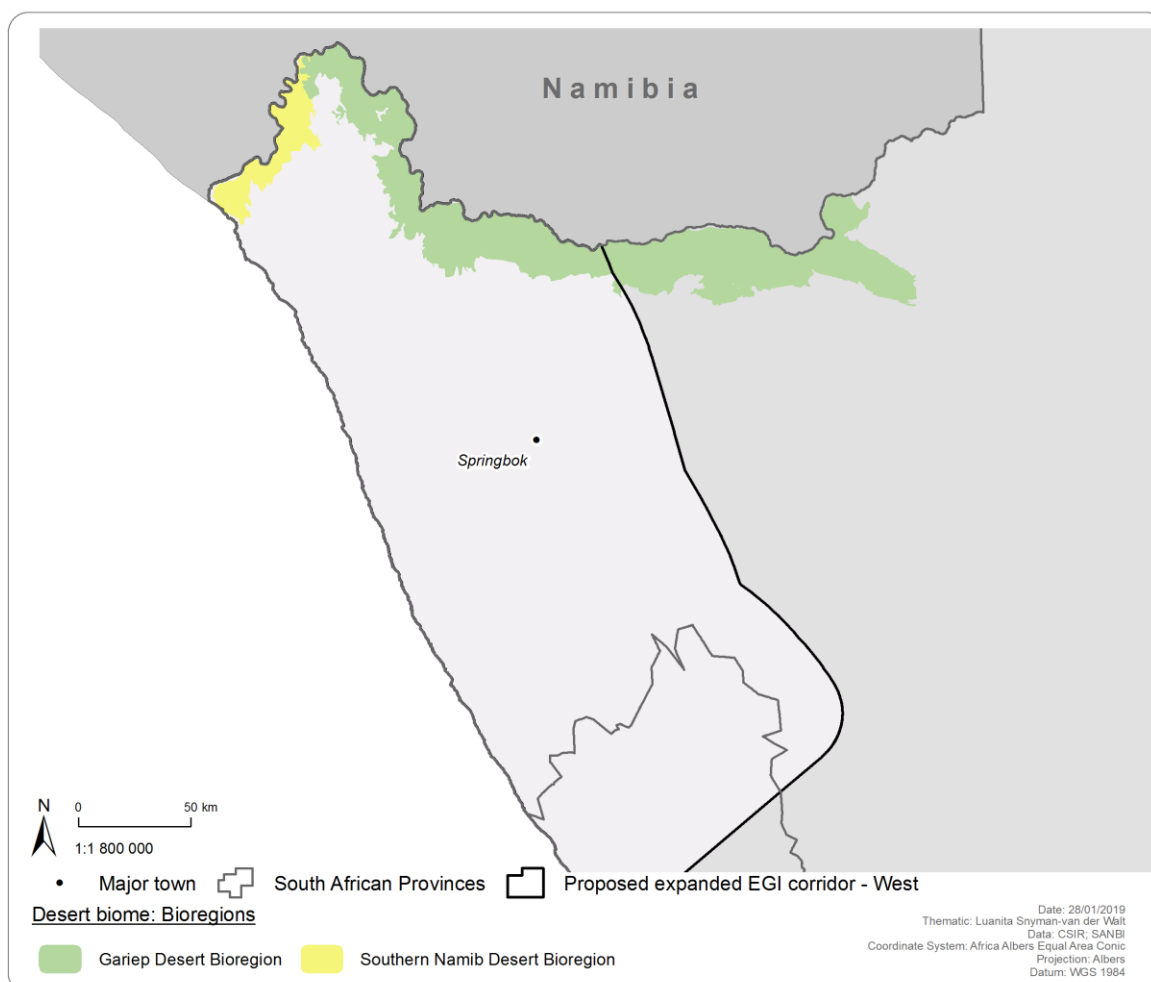 Namibia
Springbok
N
0 50 km
1:1 800 000
Major town
South African Provinces
Proposed expanded EGI corridor - West
Desert biome: Bioregions
Gariep Desert Bioregion
Southern Namib Desert Bioregion
Date: 28/01/2019
Thematic: Luanita Snyman-van der Walt
Data: CSIR; SANBI
Coordinate System: Africa Albers Equal Area Conic
Projection: Albers
Datum: WGS 1984